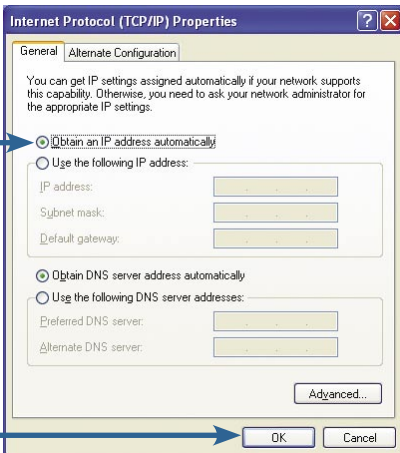 Internet Protocol (TCP/IP) Properties
General
Alternate Configuration
You can get IP settings assigned automatically if your network supports
this capability. Otherwise, you need to ask your network administrator for
the appropriate IP settings.
Obtain an IP address automatically
Use the following IP address:
IP address:
Subnet mask:
Default gateway:
Obtain DNS server address automatically
Use the following DNS server addresses:
Preferred DNS server:
Alternate DNS server:
Advanced...
OK
Cancel